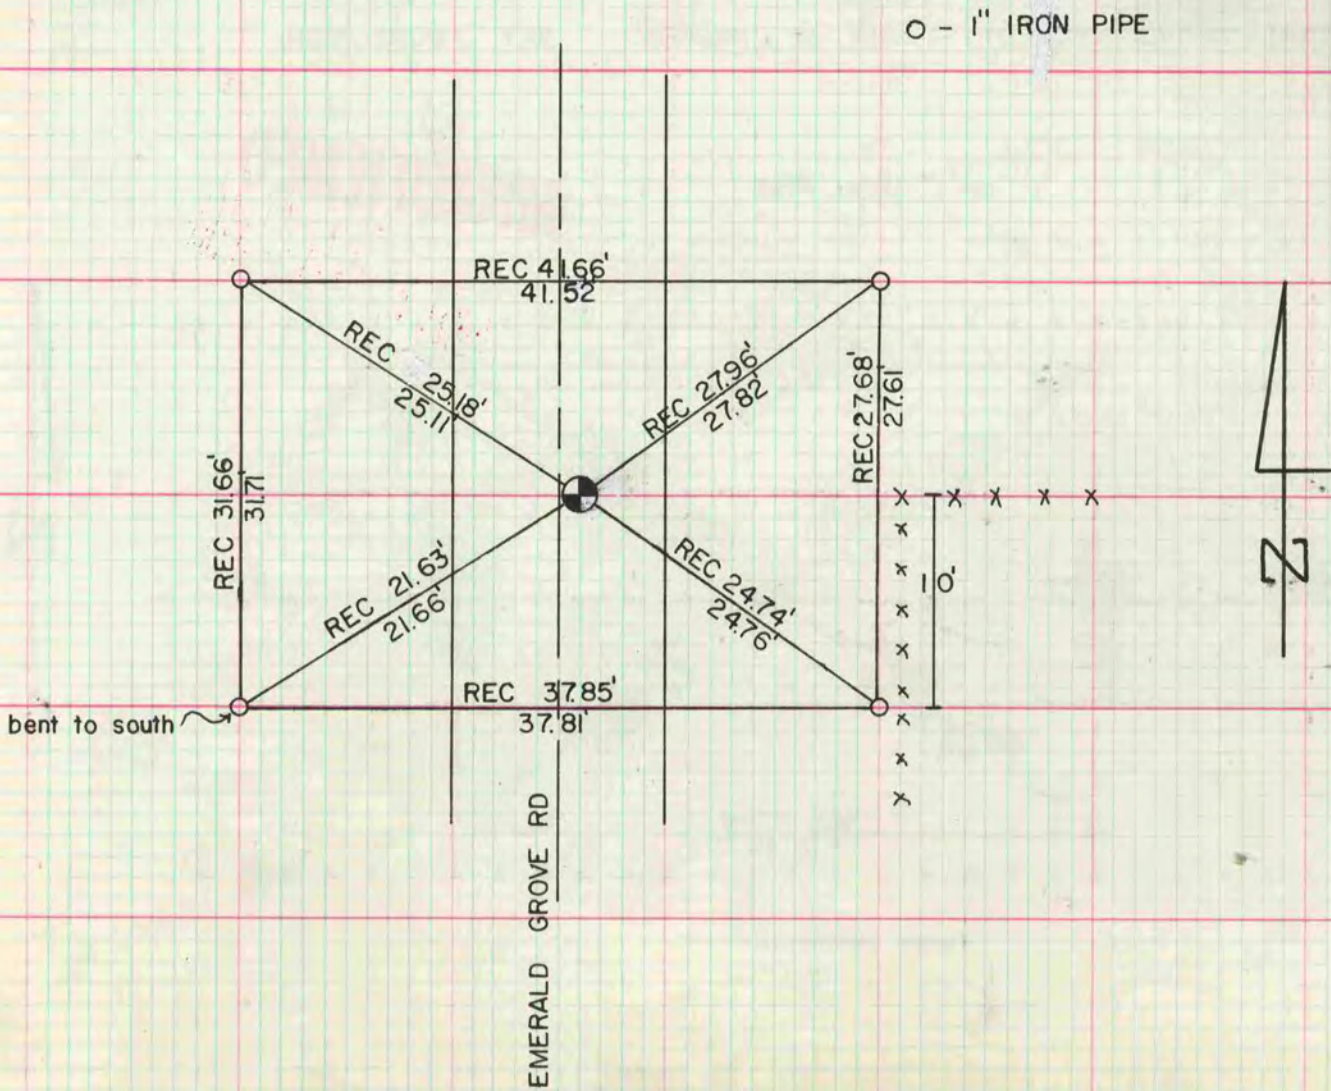 O - 1" IRON PIPE
REC 41.66'
41.52
REC 25.18'
25.11'
REC 27.96'
27.82'
REC 27.68'
27.61
REC 31.66'
31.71'
REC 21.63'
21.66'
REC 24.74'
24.76'
10'
N
REC 37.85'
37.81'
bent to south
EMERALD GROVE RD